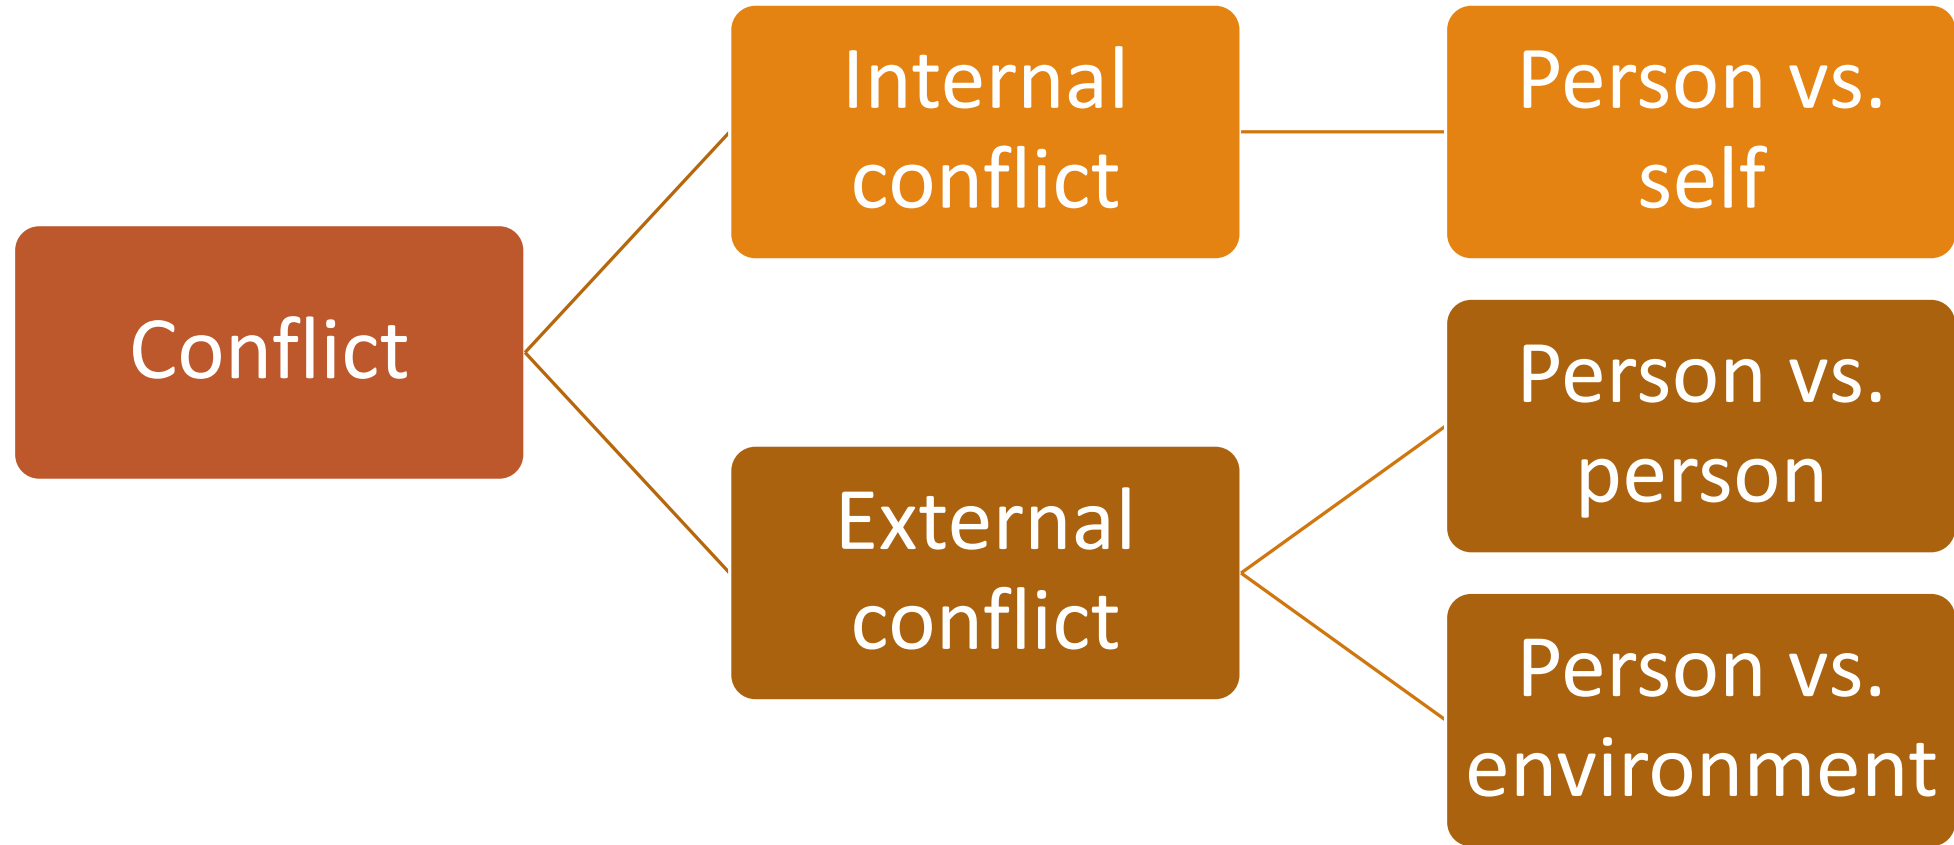 Conflict
Internal
conflict
Person vs.
self
External
conflict
Person vs.
person
Person vs.
environment